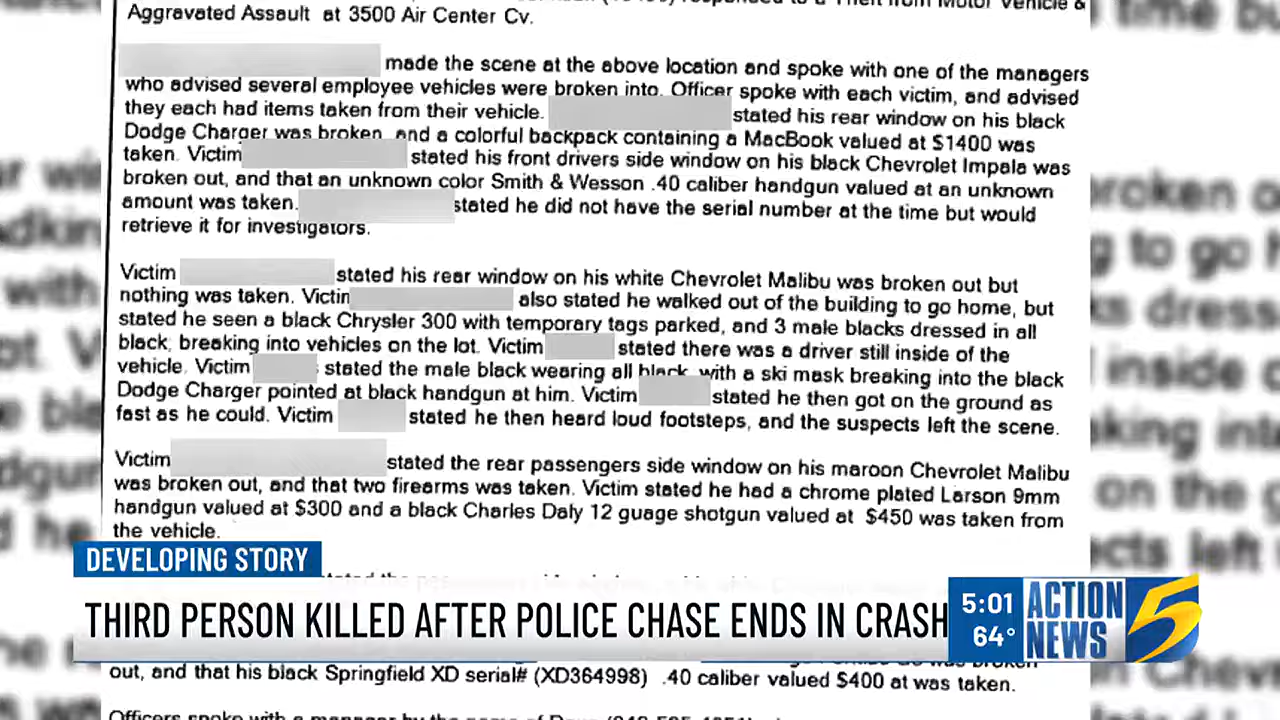 Theft from Motor Vehicle &
Aggravated Assault at 3500 Air Center Cv.
made the scene at the above location and spoke with one of the managers
who advised several employee vehicles were broken into. Officer spoke with each victim, and advised
they each had items taken from their vehicle. stated his rear window on his black
Dodge Charger was broken, and a colorful backpack containing a MacBook valued at $1400 was
taken. Victim stated his front drivers side window on his black Chevrolet Impala was
broken out, and that an unknown color Smith & Wesson .40 caliber handgun valued at an unknown
amount was taken. stated he did not have the serial number at the time but would
retrieve it for investigators.
Victim stated his rear window on his white Chevrolet Malibu was broken out but
nothing was taken. Victim also stated he walked out of the building to go home, but
stated he seen a black Chrysler 300 with temporary tags parked, and 3 male blacks dressed in all
black, breaking into vehicles on the lot. Victim stated there was a driver still inside of the
vehicle. Victim stated the male black wearing all black, with a ski mask breaking into the black
Dodge Charger pointed at black handgun at him. Victim stated he then got on the ground as
fast as he could. Victim stated he then heard loud footsteps, and the suspects left the scene.
Victim stated the rear passengers side window on his maroon Chevrolet Malibu
was broken out, and that two firearms was taken. Victim stated he had a chrome plated Larson 9mm
handgun valued at $300 and a black Charles Daly 12 guage shotgun valued at $450 was taken from
the vehicle.
DEVELOPING STORY
THIRD PERSON KILLED AFTER POLICE CHASE ENDS IN CRASH
5:01
64°
ACTION
NEWS
5
out, and that his black Springfield XD serial# (XD364998) .40 caliber valued $400 at was taken.